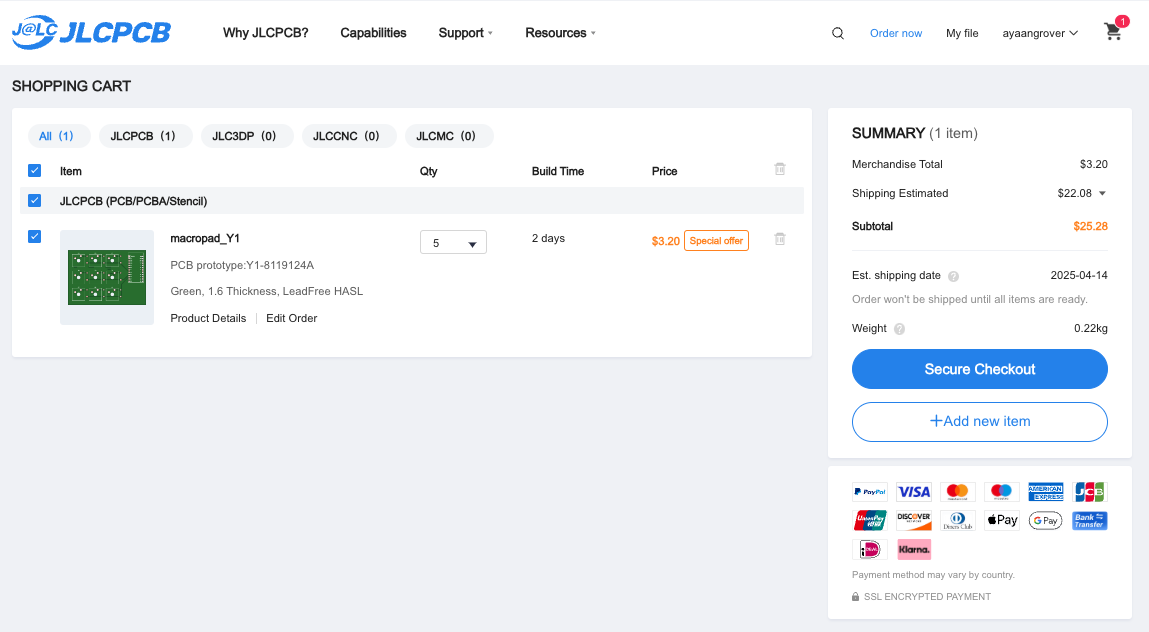 J@LC JLCPCB
Why JLCPCB? Capabilities Support Resources Order now My file ayaangrover 1
SHOPPING CART
All (1) JLCPCB (1) JLC3DP (0) JLCCNC (0) JLCMC (0)
Item Qty Build Time Price
JLCPCB (PCB/PCBA/Stencil)
macropad_Y1 5 2 days $3.20 Special offer
PCB prototype:Y1-8119124A
Green, 1.6 Thickness, LeadFree HASL
Product Details Edit Order
SUMMARY (1 item)
Merchandise Total $3.20
Shipping Estimated $22.08
Subtotal $25.28
Est. shipping date ? 2025-04-14
Order won't be shipped until all items are ready.
Weight ? 0.22kg
Secure Checkout
+Add new item
PayPal VISA AMERICAN EXPRESS JCB
UnionPay DISCOVER Diners Club Pay G Pay Bank Transfer
iDEAL Klarna.
Payment method may vary by country.
SSL ENCRYPTED PAYMENT